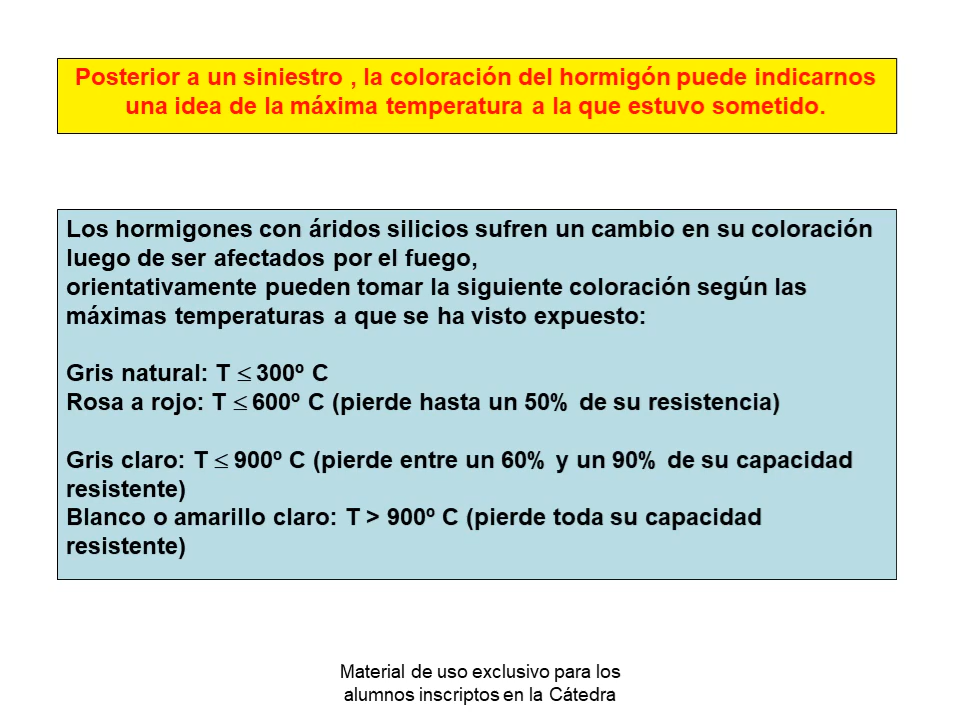 Posterior a un siniestro , la coloración del hormigón puede indicarnos
una idea de la máxima temperatura a la que estuvo sometido.
Los hormigones con áridos silicios sufren un cambio en su coloración
luego de ser afectados por el fuego,
orientativamente pueden tomar la siguiente coloración según las
máximas temperaturas a que se ha visto expuesto:
Gris natural: T ≤ 300º C
Rosa a rojo: T ≤ 600º C (pierde hasta un 50% de su resistencia)
Gris claro: T ≤ 900º C (pierde entre un 60% y un 90% de su capacidad
resistente)
Blanco o amarillo claro: T > 900º C (pierde toda su capacidad
resistente)
Material de uso exclusivo para los
alumnos inscriptos en la Cátedra